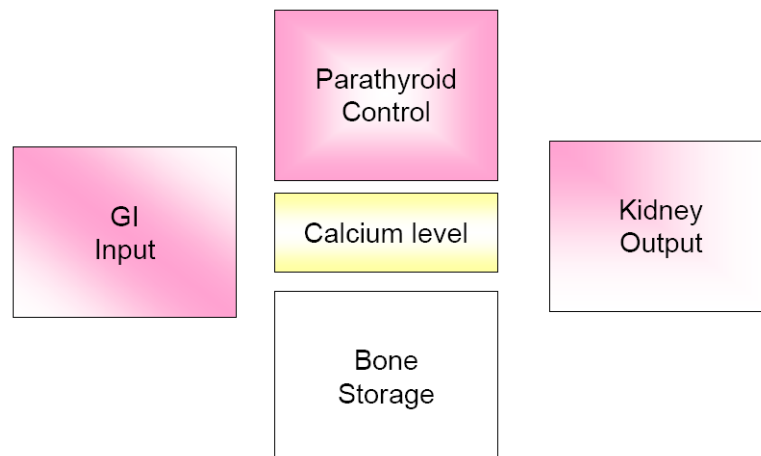 Parathyroid
Control
GI
Input
Calcium level
Kidney
Output
Bone
Storage